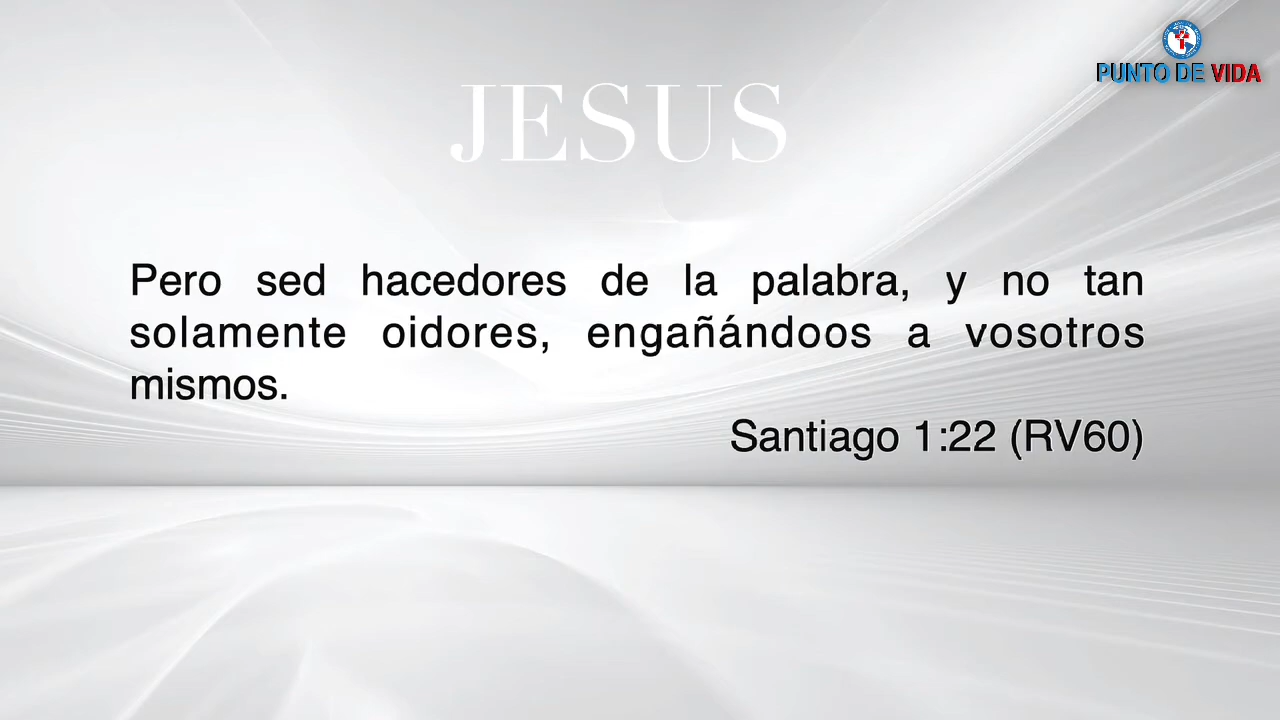 PUNTO DE VIDA
JESUS
Pero sed hacedores de la palabra, y no tan
solamente oidores, engañándoos a vosotros
mismos.
Santiago 1:22 (RV60)